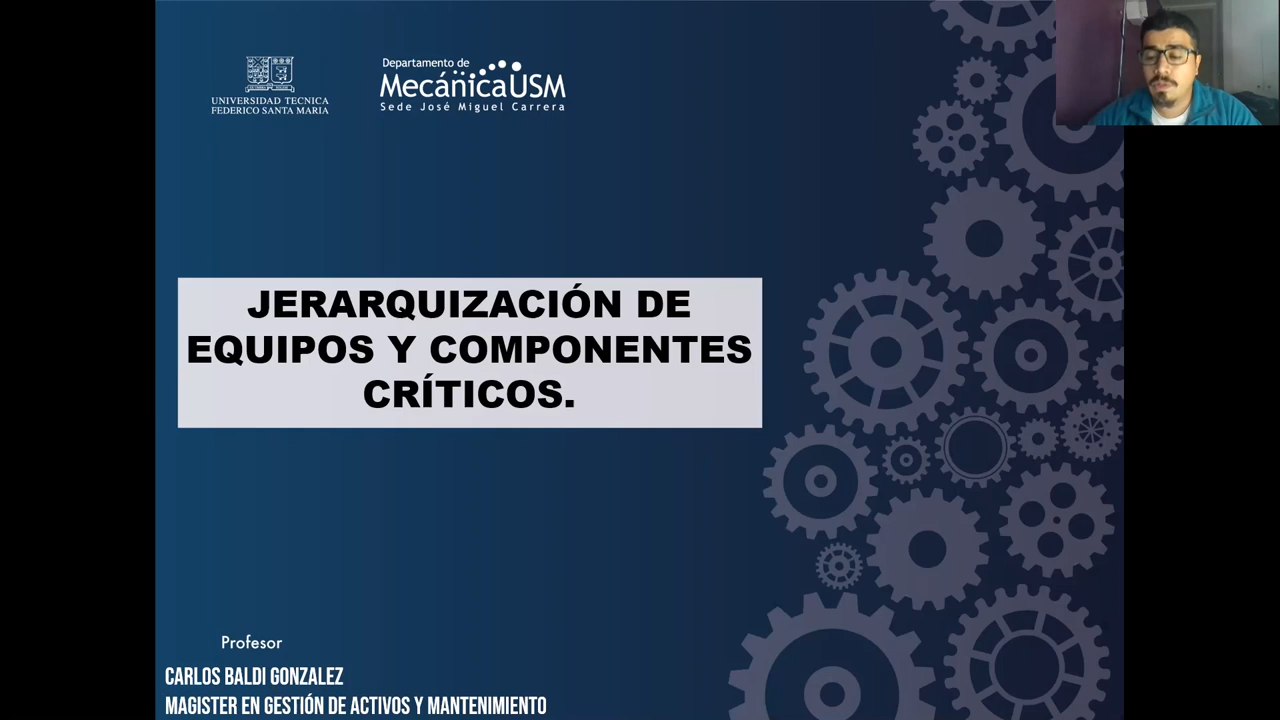 UNIVERSIDAD TECNICA
FEDERICO SANTA MARIA
Departamento de
MecánicaUSM
Sede José Miguel Carrera
JERARQUIZACIÓN DE
EQUIPOS Y COMPONENTES
CRÍTICOS.
Profesor
CARLOS BALDI GONZALEZ
MAGISTER EN GESTIÓN DE ACTIVOS Y MANTENIMIENTO